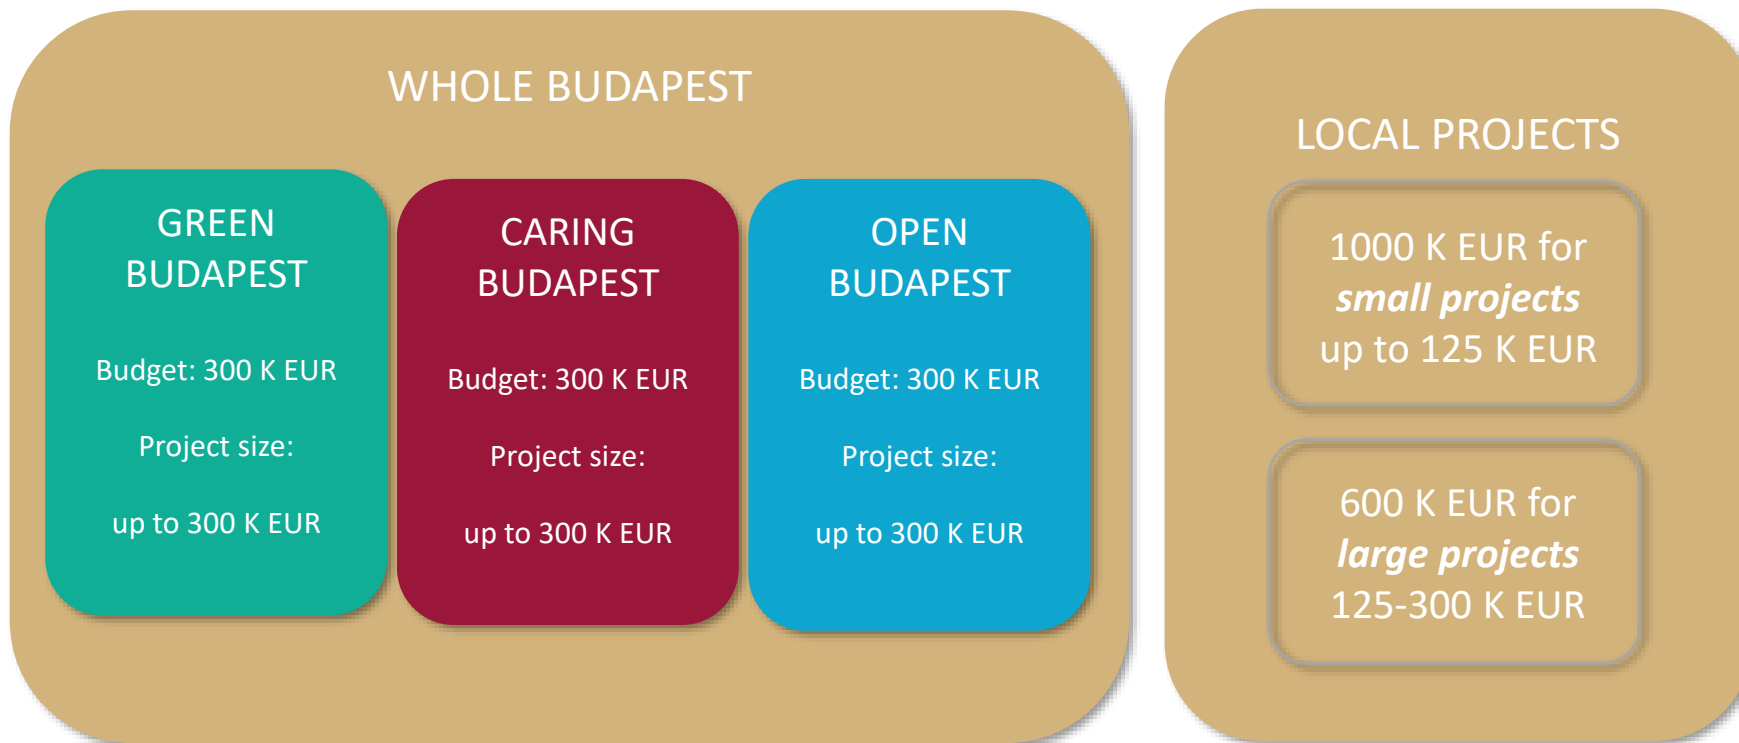 WHOLE BUDAPEST
GREEN
BUDAPEST
Budget: 300 K EUR
Project size:
up to 300 K EUR
CARING
BUDAPEST
Budget: 300 K EUR
Project size:
up to 300 K EUR
OPEN
BUDAPEST
Budget: 300 K EUR
Project size:
up to 300 K EUR
LOCAL PROJECTS
1000 K EUR for
small projects
up to 125 K EUR
600 K EUR for
large projects
125-300 K EUR